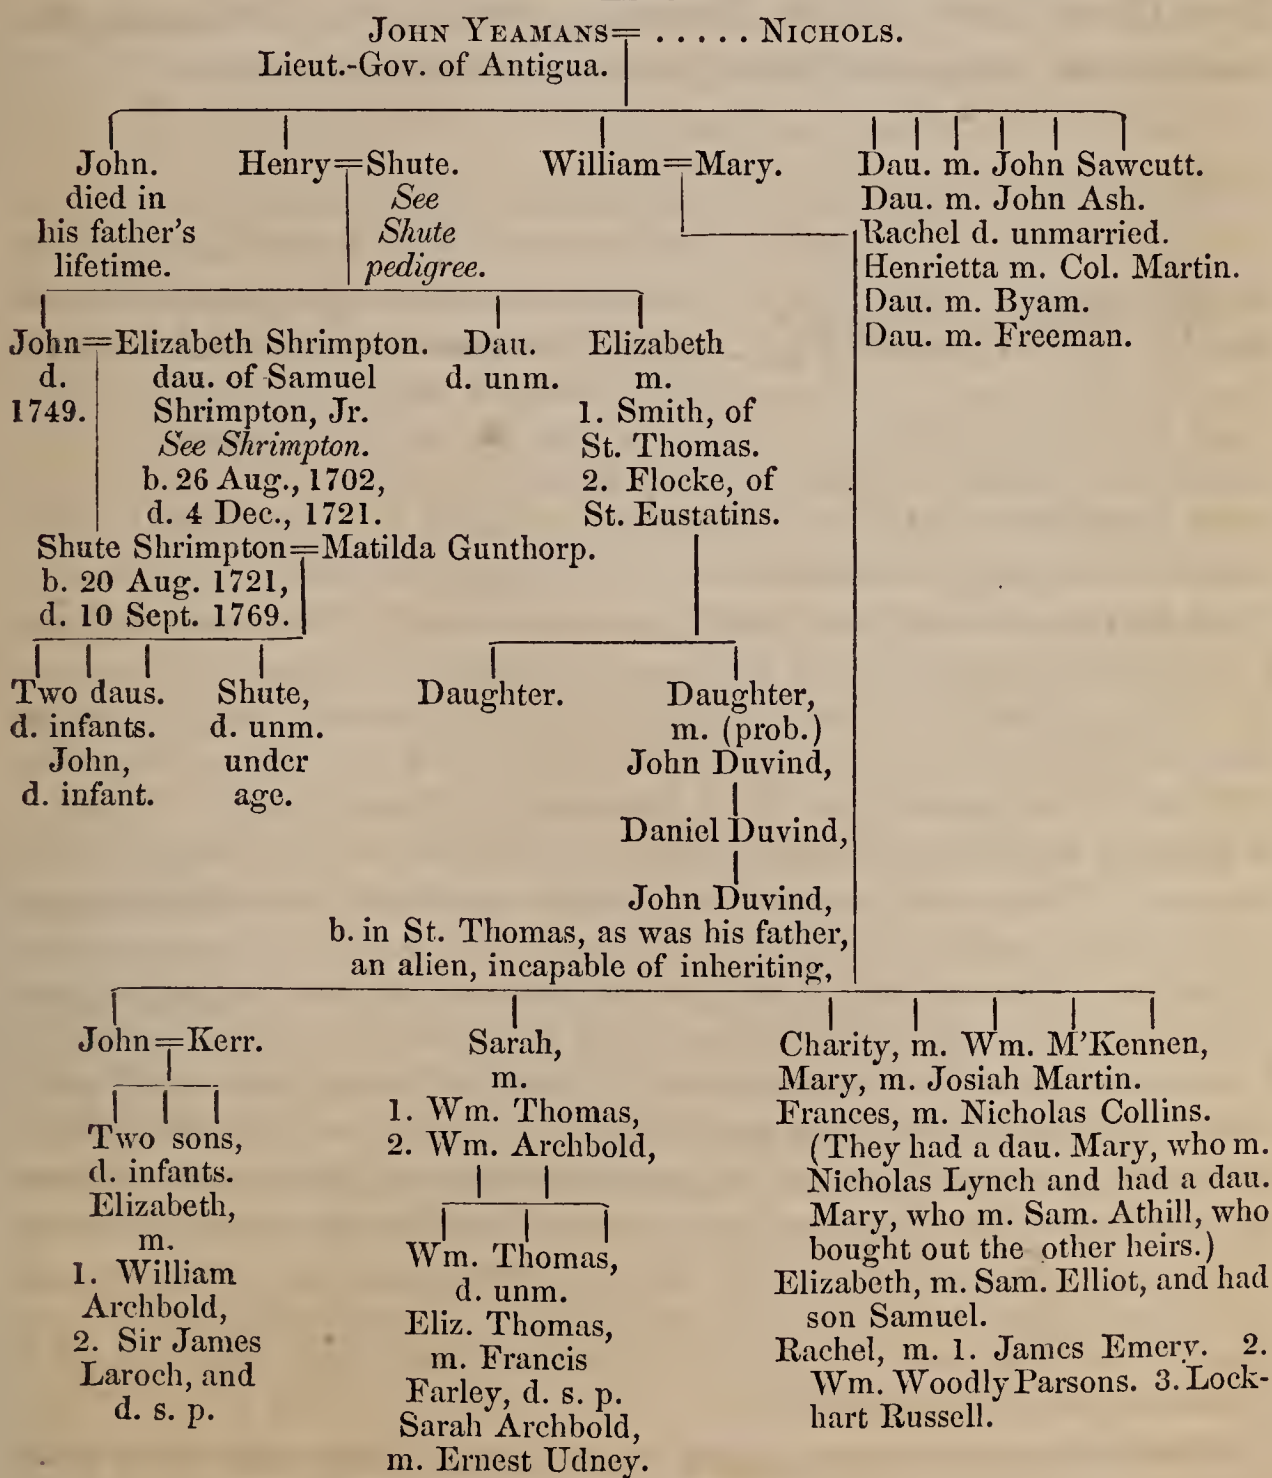 JOHN YEAMANS= ..... NICHOLS.
Lieut.-Gov. of Antigua.
John.
died in
his father's
lifetime.
Henry=Shute.
See
Shute
pedigree.
William=Mary.
Dau. m. John Sawcutt.
Dau. m. John Ash.
Rachel d. unmarried.
Henrietta m. Col. Martin.
Dau. m. Byam.
Dau. m. Freeman.
John=Elizabeth Shrimpton.
d.
1749.
dau. of Samuel
Shrimpton, Jr.
See Shrimpton.
b. 26 Aug., 1702,
d. 4 Dec., 1721.
Dau.
d. unm.
Elizabeth
m.
1. Smith, of
St. Thomas.
2. Flocke, of
St. Eustatins.
Shute Shrimpton=Matilda Gunthorp.
b. 20 Aug. 1721,
d. 10 Sept. 1769.
Two daus.
d. infants.
John,
d. infant.
Shute,
d. unm.
under
age.
Daughter.
Daughter,
m. (prob.)
John Duvind,
Daniel Duvind,
John Duvind,
b. in St. Thomas, as was his father,
an alien, incapable of inheriting,
John=Kerr.
Two sons,
d. infants.
Elizabeth,
m.
1. William
Archbold,
2. Sir James
Laroch, and
d. s. p.
Sarah,
m.
1. Wm. Thomas,
2. Wm. Archbold,
Wm. Thomas,
d. unm.
Eliz. Thomas,
m. Francis
Farley, d. s. p.
Sarah Archbold,
m. Ernest Udney.
Charity, m. Wm. M'Kennen,
Mary, m. Josiah Martin.
Frances, m. Nicholas Collins.
(They had a dau. Mary, who m.
Nicholas Lynch and had a dau.
Mary, who m. Sam. Athill, who
bought out the other heirs.)
Elizabeth, m. Sam. Elliot, and had
son Samuel.
Rachel, m. 1. James Emery. 2.
Wm. Woodly Parsons. 3. Lock-
hart Russell.